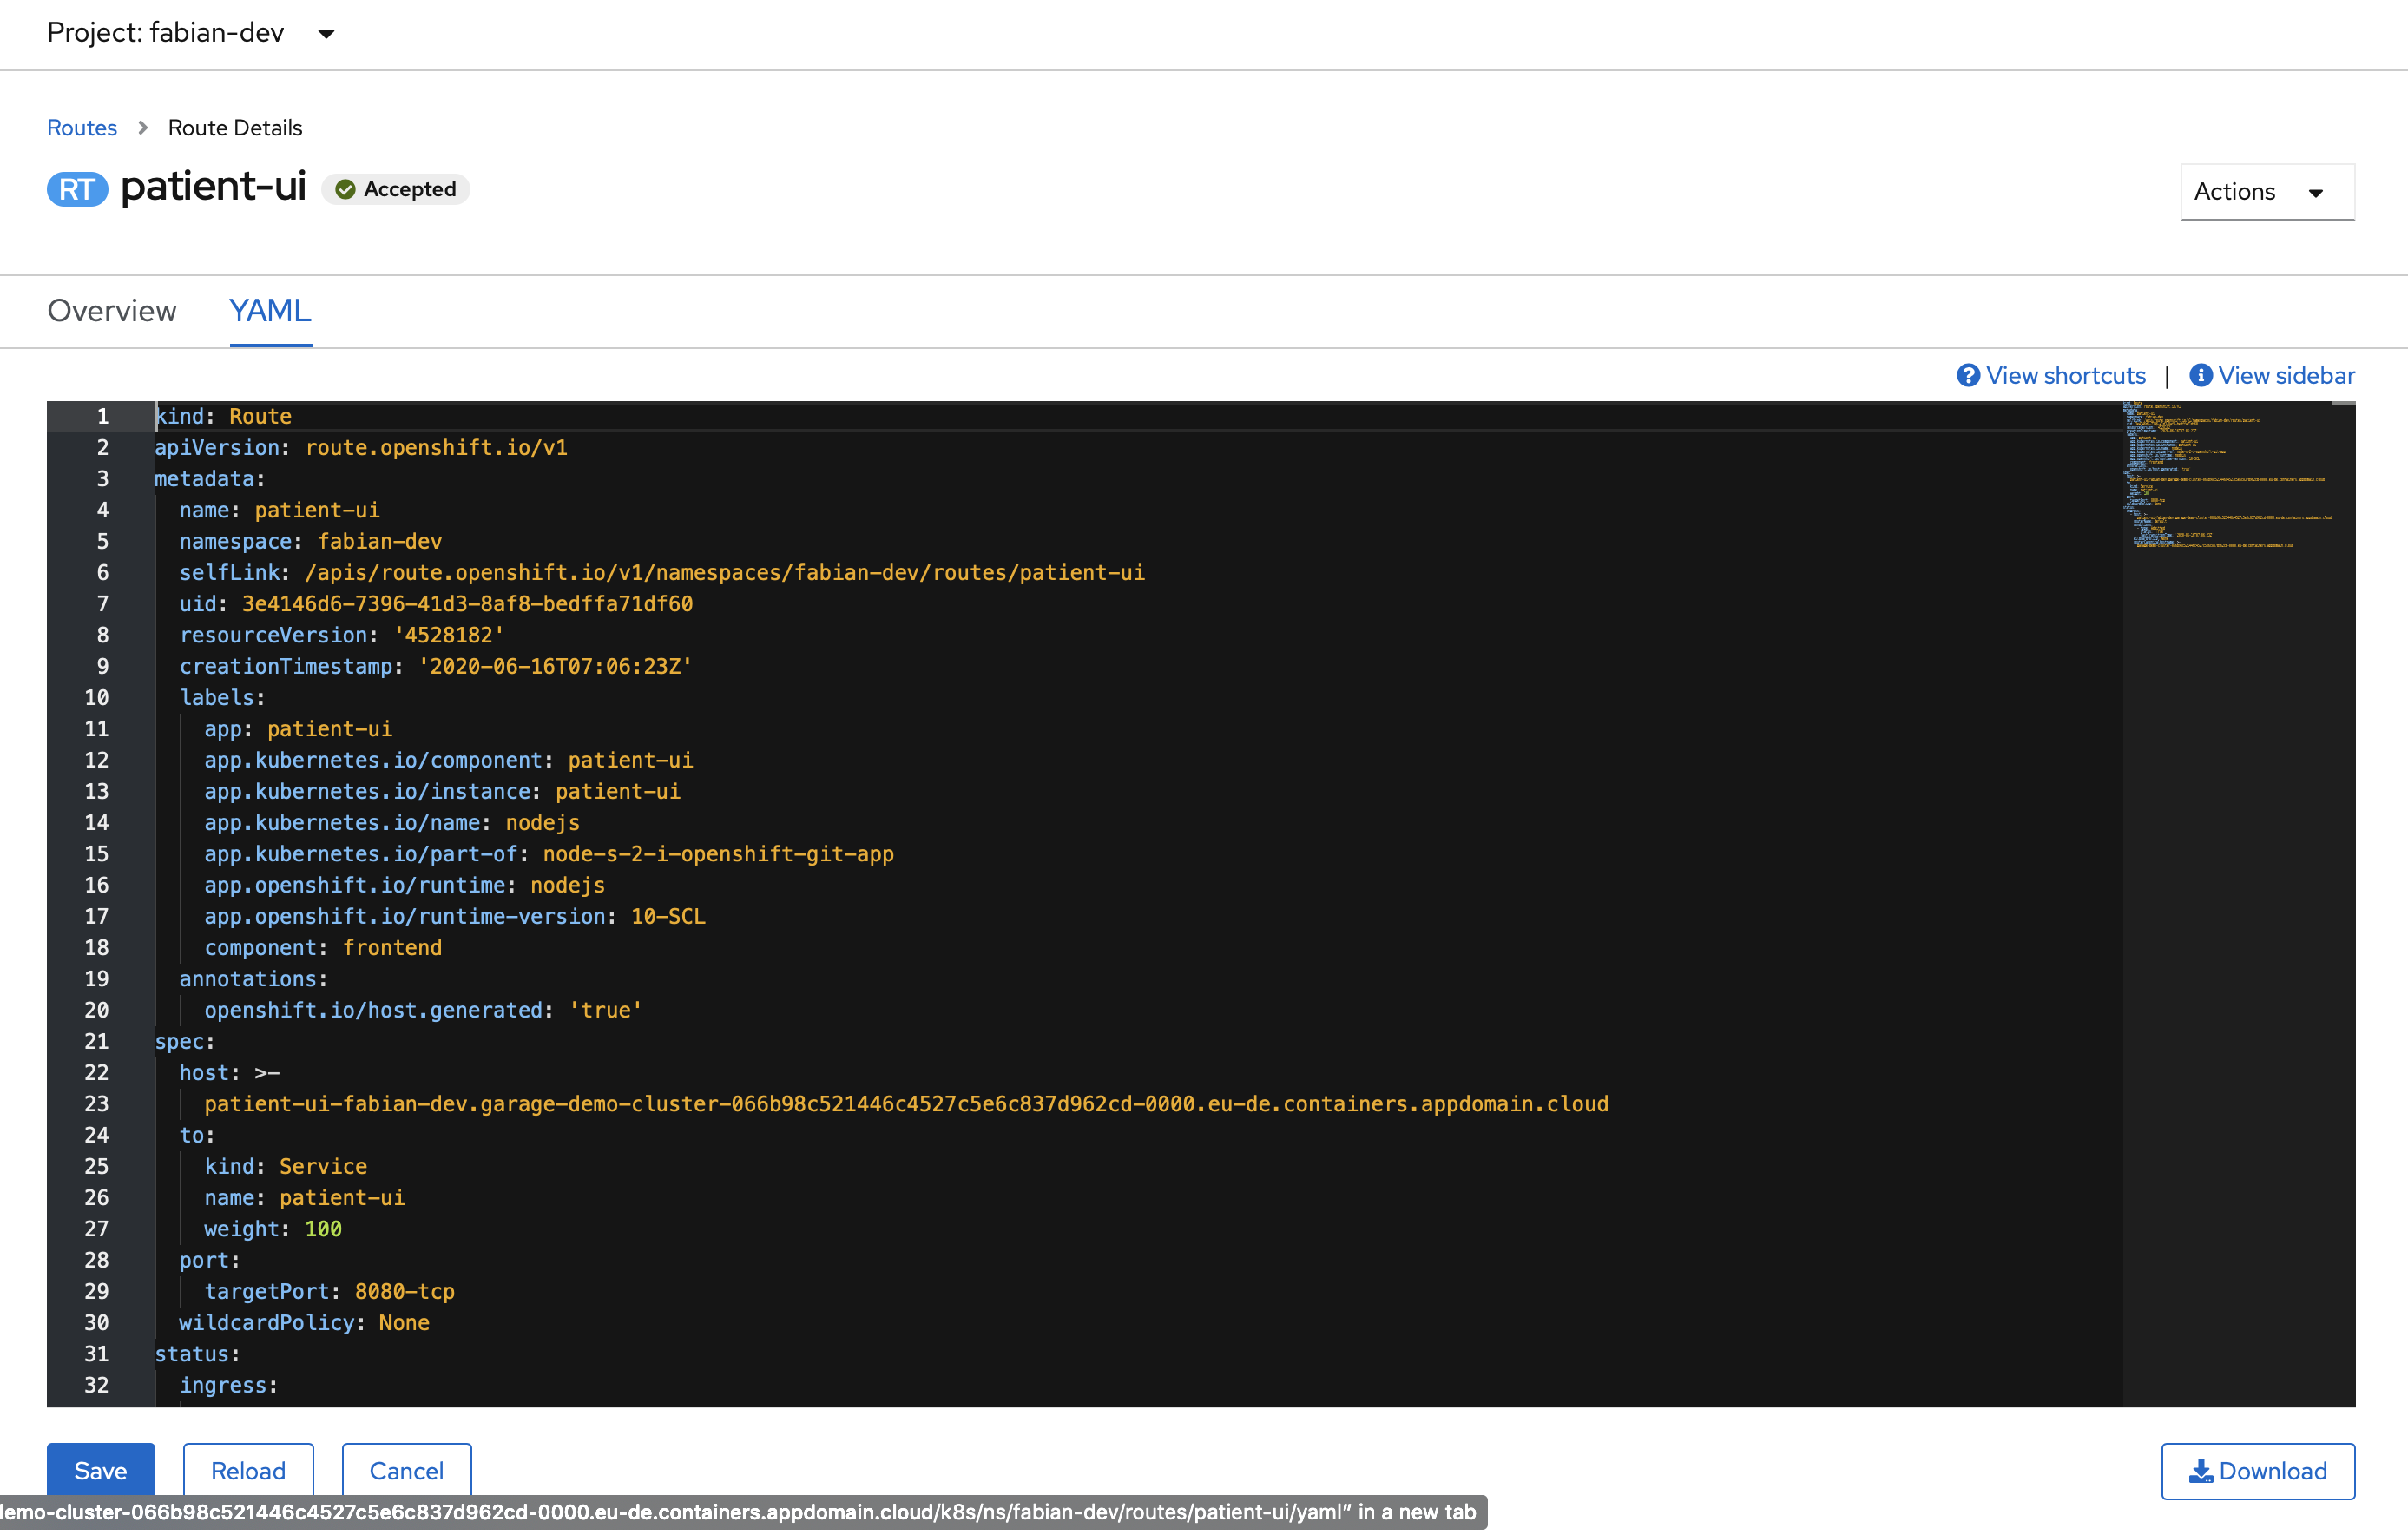 Project: fabian-dev
Routes > Route Details
RT patient-ui Accepted
Actions
Overview YAML
View shortcuts | View sidebar
1 kind: Route
2 apiVersion: route.openshift.io/v1
3 metadata:
4   name: patient-ui
5   namespace: fabian-dev
6   selfLink: /apis/route.openshift.io/v1/namespaces/fabian-dev/routes/patient-ui
7   uid: 3e4146d6-7396-41d3-8af8-bedffa71df60
8   resourceVersion: '4528182'
9   creationTimestamp: '2020-06-16T07:06:23Z'
10   labels:
11     app: patient-ui
12     app.kubernetes.io/component: patient-ui
13     app.kubernetes.io/instance: patient-ui
14     app.kubernetes.io/name: nodejs
15     app.kubernetes.io/part-of: node-s-2-i-openshift-git-app
16     app.openshift.io/runtime: nodejs
17     app.openshift.io/runtime-version: 10-SCL
18     component: frontend
19   annotations:
20     openshift.io/host.generated: 'true'
21 spec:
22   host: >-
23     patient-ui-fabian-dev.garage-demo-cluster-066b98c521446c4527c5e6c837d962cd-0000.eu-de.containers.appdomain.cloud
24   to:
25     kind: Service
26     name: patient-ui
27     weight: 100
28   port:
29     targetPort: 8080-tcp
30   wildcardPolicy: None
31 status:
32   ingress:
Save Reload Cancel Download
emo-cluster-066b98c521446c4527c5e6c837d962cd-0000.eu-de.containers.appdomain.cloud/k8s/ns/fabian-dev/routes/patient-ui/yaml” in a new tab